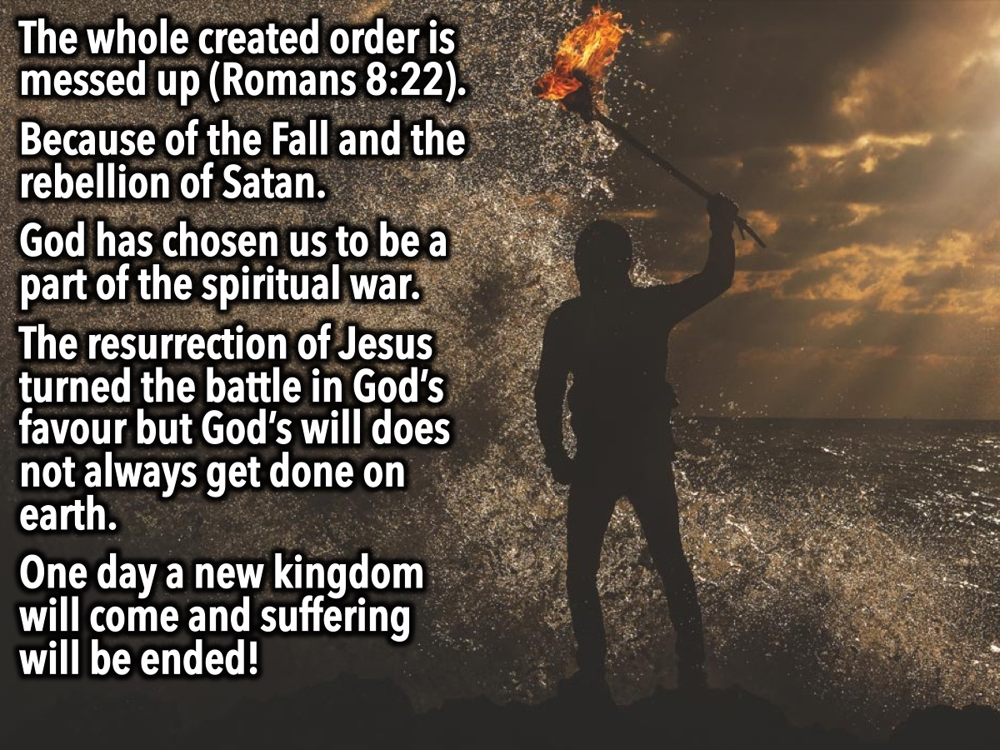 The whole created order is
messed up (Romans 8:22).
Because of the Fall and the
rebellion of Satan.
God has chosen us to be a
part of the spiritual war.
The resurrection of Jesus
turned the battle in God’s
favour but God’s will does
not always get done on
earth.
One day a new kingdom
will come and suffering
will be ended!